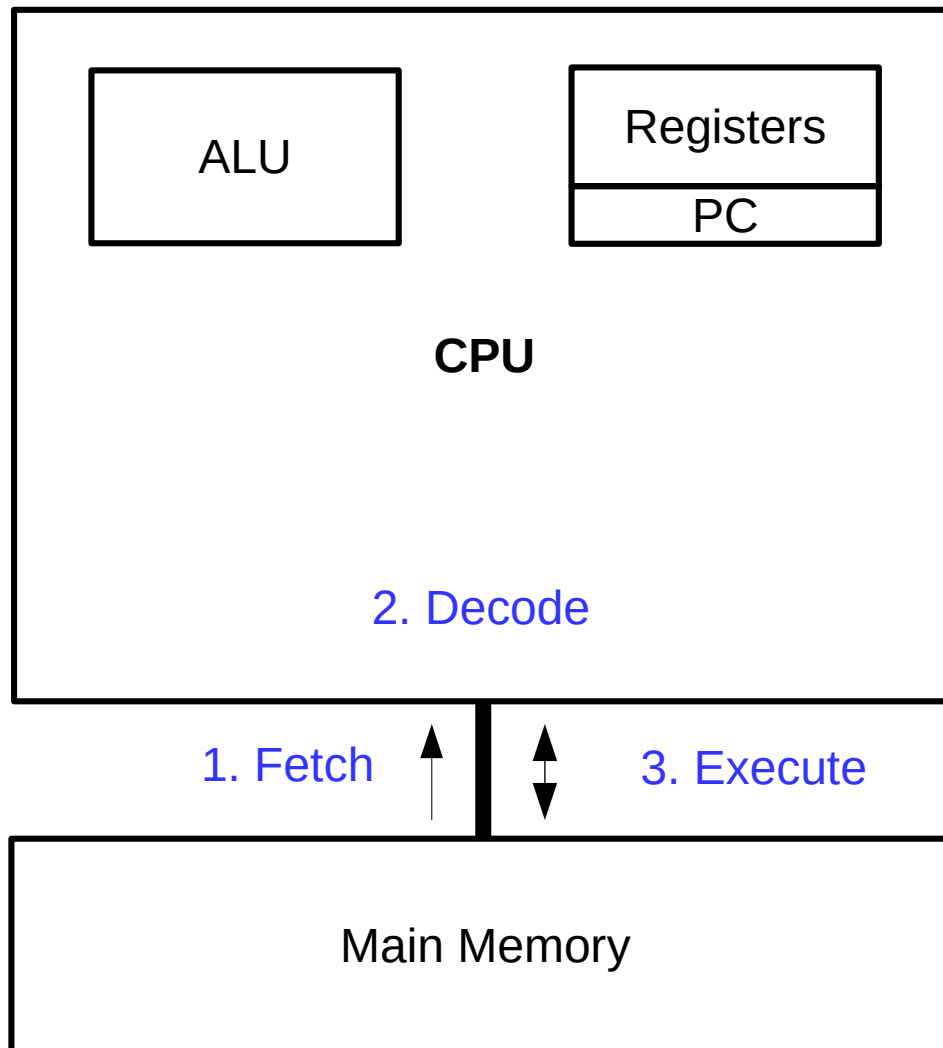 ALU
Registers
PC
CPU
2. Decode
1. Fetch
3. Execute
Main Memory